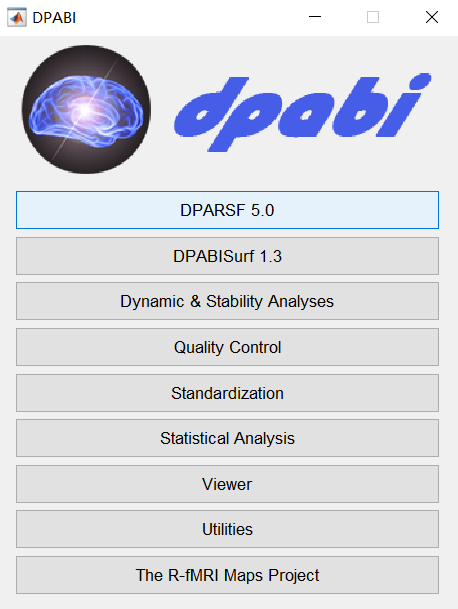 DPABI
dpabi
DPARSF 5.0
DPABISurf 1.3
Dynamic & Stability Analyses
Quality Control
Standardization
Statistical Analysis
Viewer
Utilities
The R-fMRI Maps Project